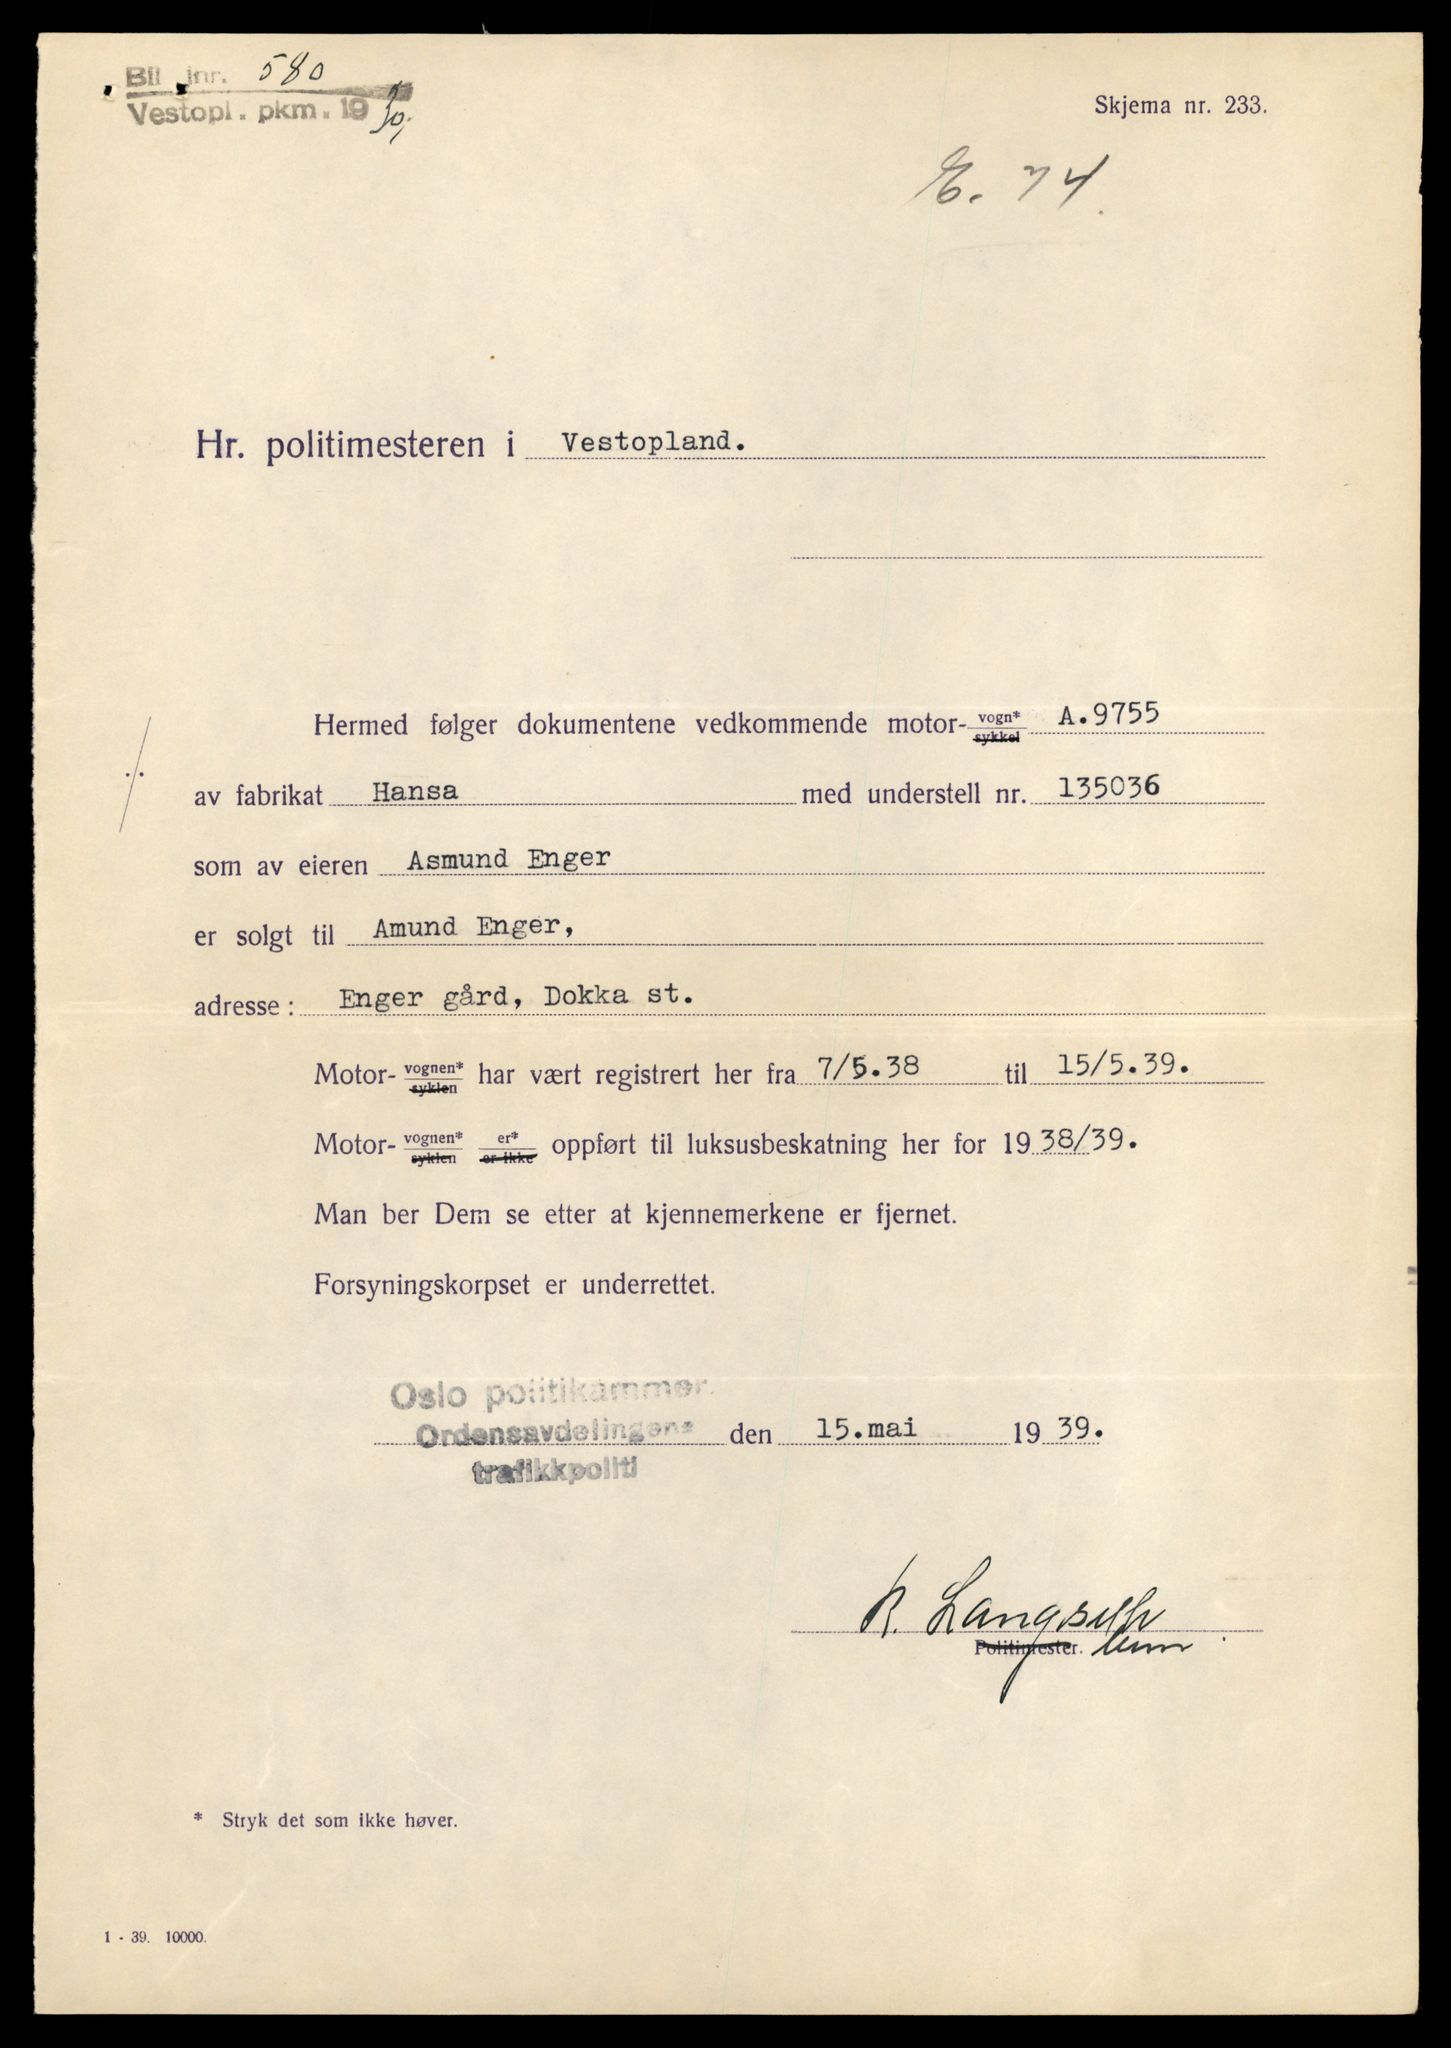 Bil jnr. 580
Vestopl. pkm. 1939.
Skjema nr. 233.
E. 74.
Hr. politimesteren i Vestopland.
Hermed følger dokumentene vedkommende motor- vogn* sykkel A.9755
av fabrikat Hansa med understell nr. 135036
som av eieren Asmund Enger
er solgt til Amund Enger,
adresse: Enger gård, Dokka st.
Motor- vognen* syklen har vært registrert her fra 7/5.38 til 15/5.39.
Motor- vognen* syklen er* er ikke oppført til luksusbeskatning her for 1938/39.
Man ber Dem se etter at kjennemerkene er fjernet.
Forsyningskorpset er underrettet.
Oslo politikammer.
Ordensavdelingens den 15.mai 1939.
trafikkpoliti
R. Langseth
Politimester.
* Stryk det som ikke høver.
1 - 39. 10000.